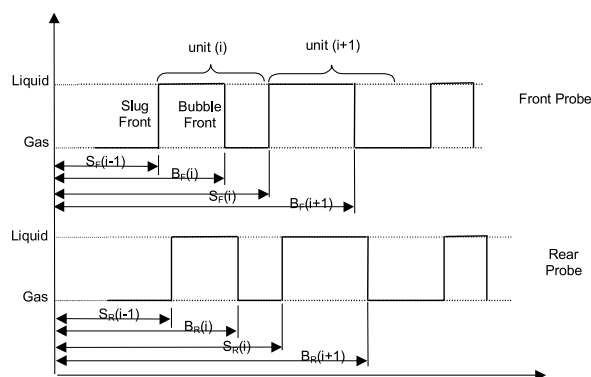 unit (i)
unit (i+1)
Liquid
Slug
Front
Bubble
Front
Front Probe
Gas
S_F(i-1)
B_F(i)
S_F(i)
B_F(i+1)
Liquid
Rear
Probe
Gas
S_R(i-1)
B_R(i)
S_R(i)
B_R(i+1)